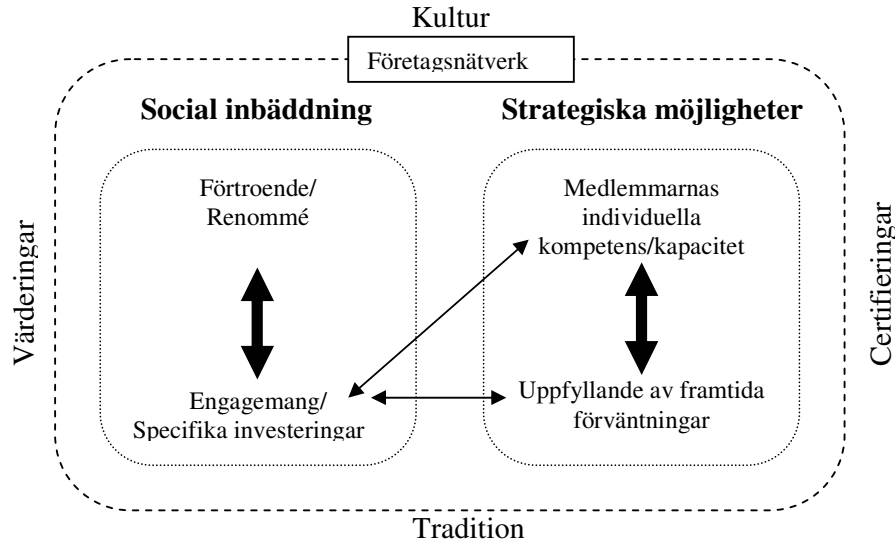 Kultur
Företagsnätverk
Social inbäddning
Strategiska möjligheter
Förtroende/
Renommé
Medlemmarnas
individuella
kompetens/kapacitet
Värderingar
Certifieringar
Engagemang/
Specifika investeringar
Uppfyllande av framtida
förväntningar
Tradition